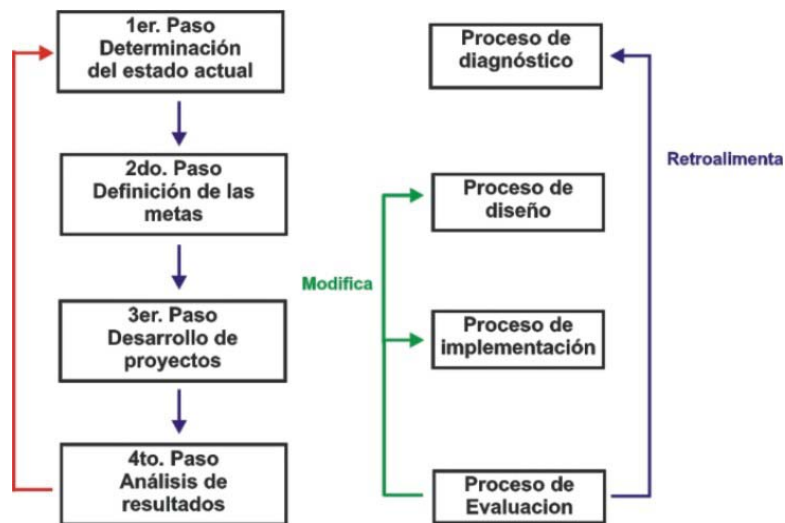 1er. Paso
Determinación
del estado actual
Proceso de
diagnóstico
Retroalimenta
2do. Paso
Definición de las
metas
Proceso de
diseño
Modifica
3er. Paso
Desarrollo de
proyectos
Proceso de
implementación
4to. Paso
Análisis de
resultados
Proceso de
Evaluacion